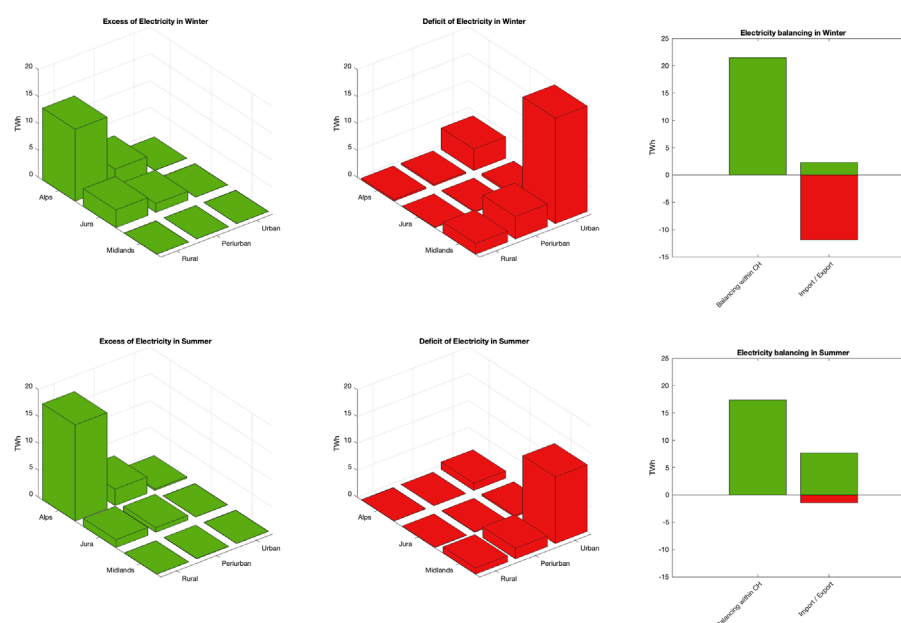 Excess of Electricity in Winter
20
15
10
5
0
TWh
Alps
Jura
Midlands
Rural
Periurban
Urban
Deficit of Electricity in Winter
20
15
10
5
0
TWh
Alps
Jura
Midlands
Rural
Periurban
Urban
Electricity balancing in Winter
25
20
15
10
5
0
-5
-10
-15
TWh
Balancing within CH
Import / Export
Excess of Electricity in Summer
20
15
10
5
0
TWh
Alps
Jura
Midlands
Rural
Periurban
Urban
Deficit of Electricity in Summer
20
15
10
5
0
TWh
Alps
Jura
Midlands
Rural
Periurban
Urban
Electricity balancing in Summer
25
20
15
10
5
0
-5
-10
-15
TWh
alancing within CH
Import / Export